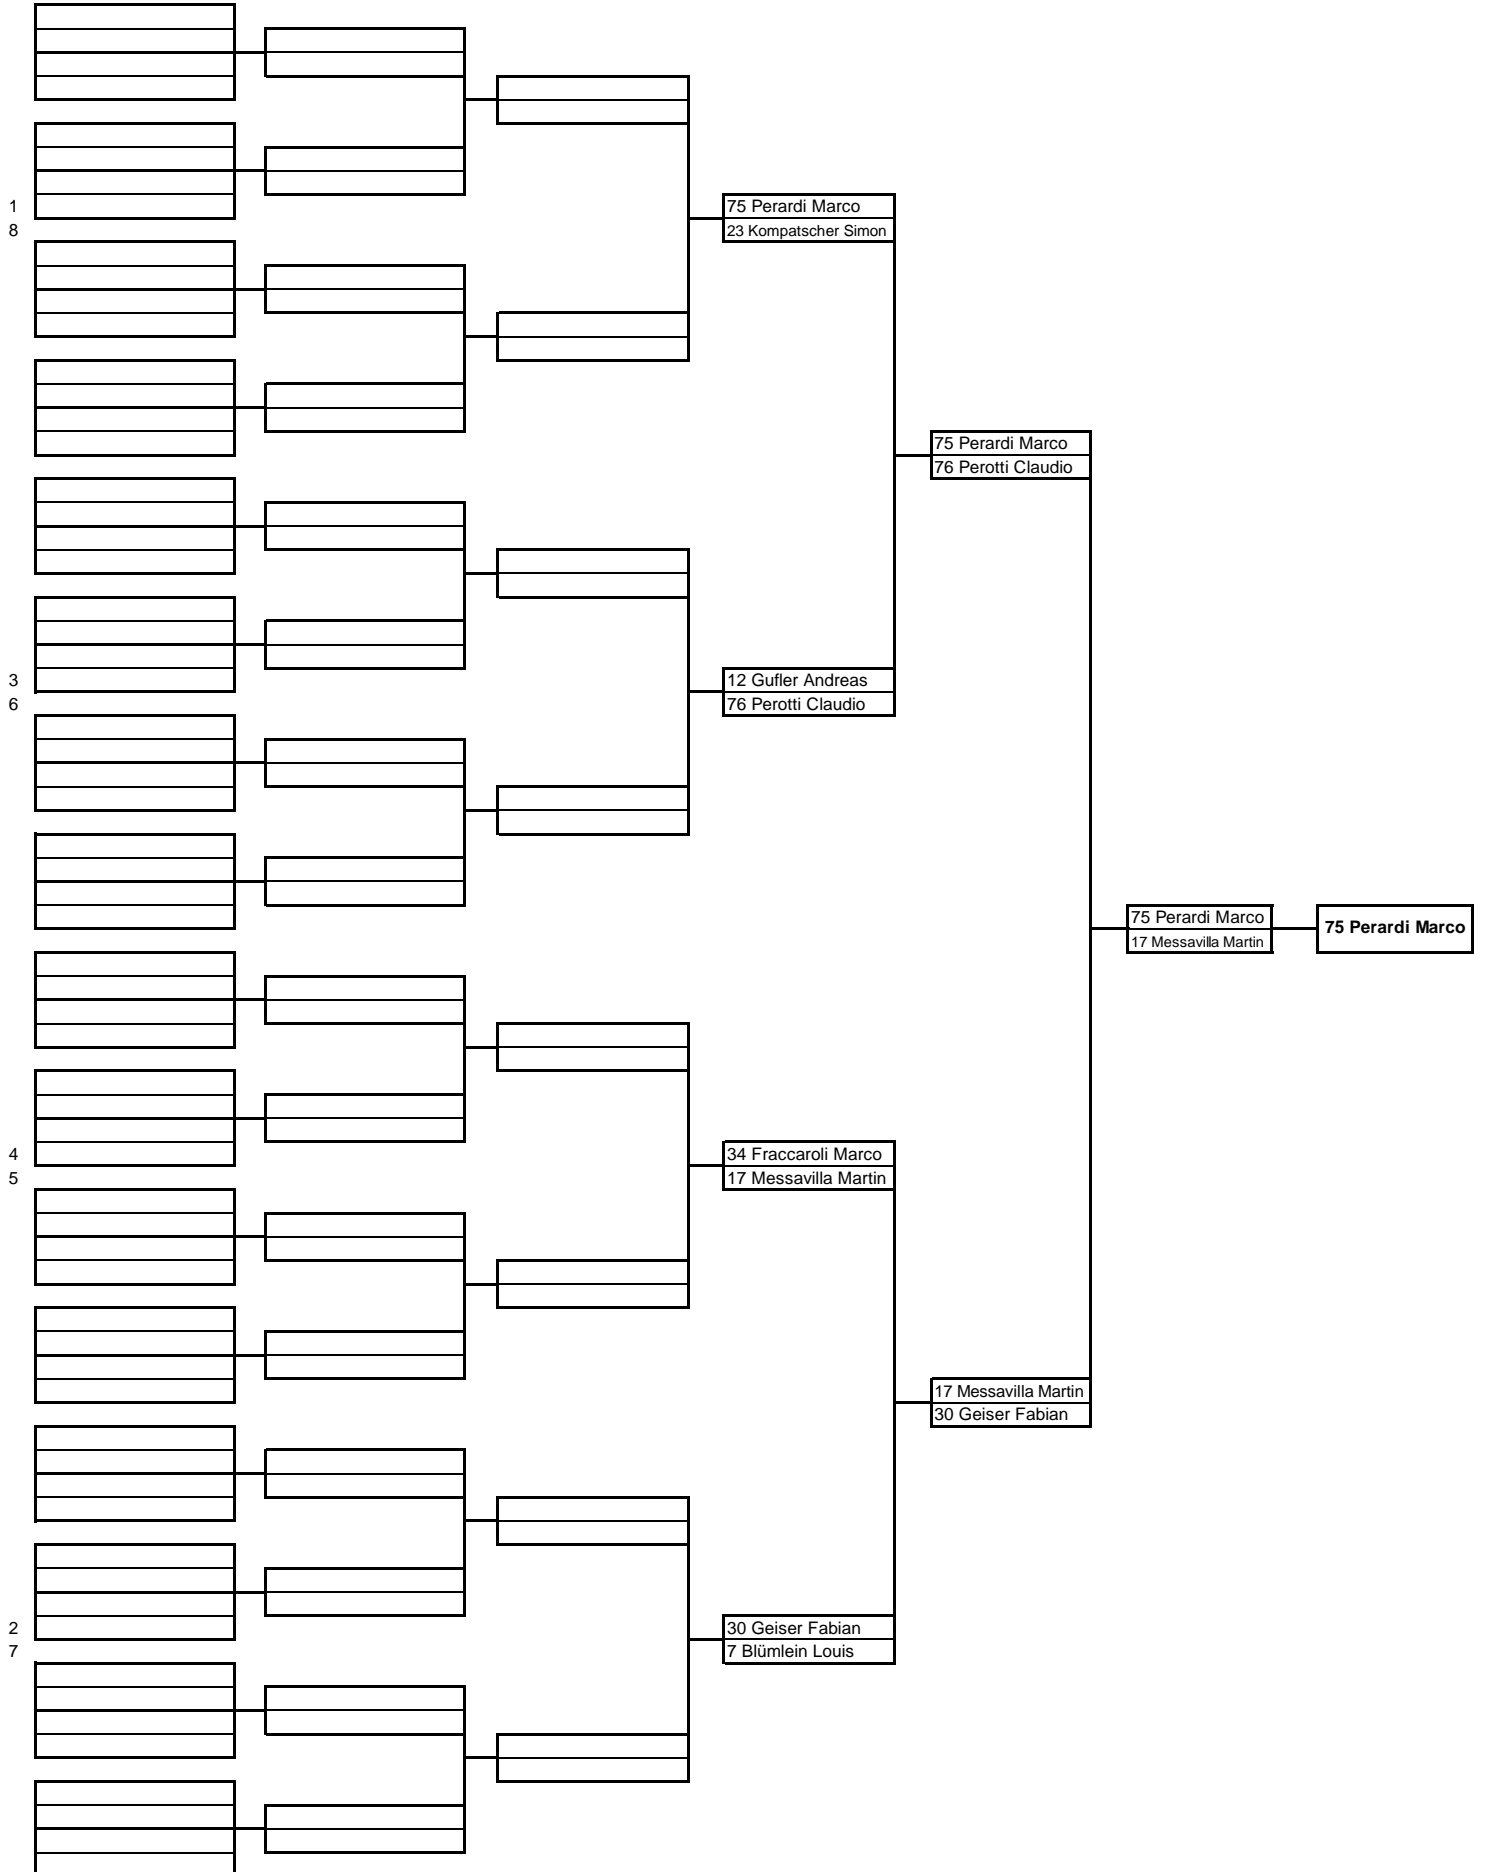 1
8
75 Perardi Marco
23 Kompatscher Simon
75 Perardi Marco
76 Perotti Claudio
3
6
12 Gufler Andreas
76 Perotti Claudio
75 Perardi Marco
17 Messavilla Martin
75 Perardi Marco
4
5
34 Fraccaroli Marco
17 Messavilla Martin
17 Messavilla Martin
30 Geiser Fabian
2
7
30 Geiser Fabian
7 Blümlein Louis